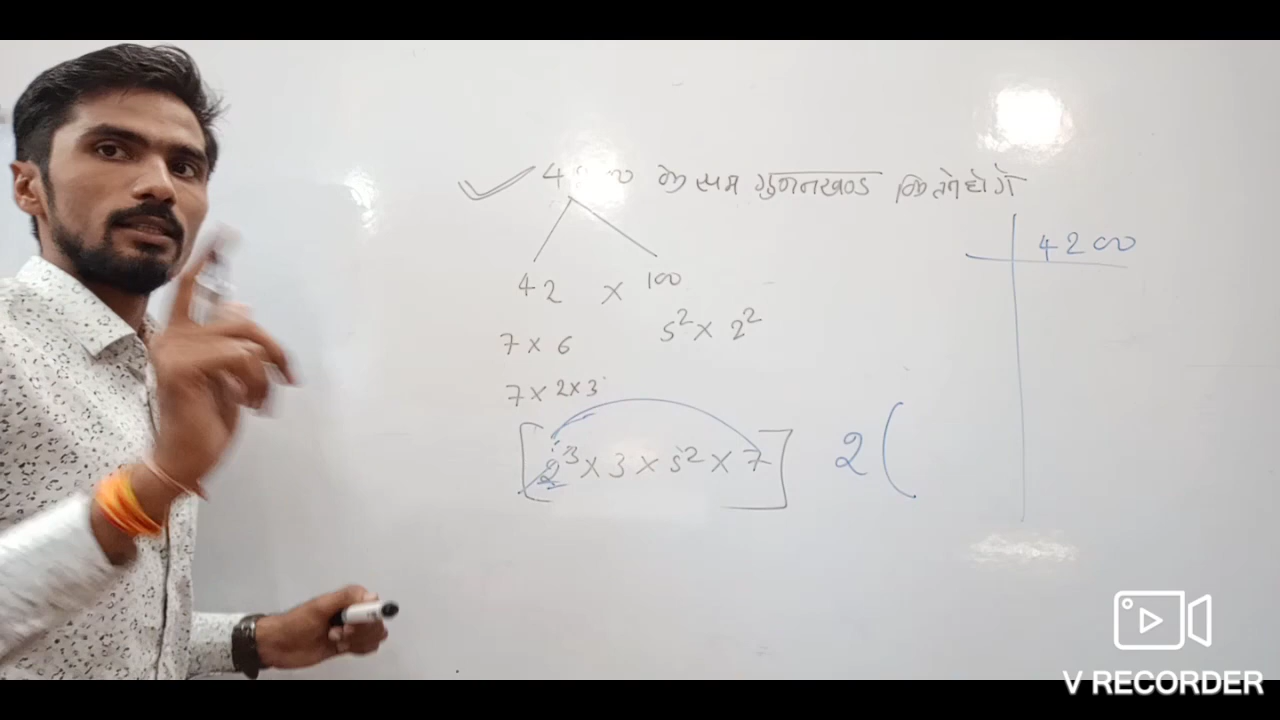 4200 के सम गुणनखण्ड कितने होगें
4200
42 × 100
7 × 6
5² × 2²
7 × 2 × 3
[2³ × 3 × 5² × 7]
2 (
V RECORDER